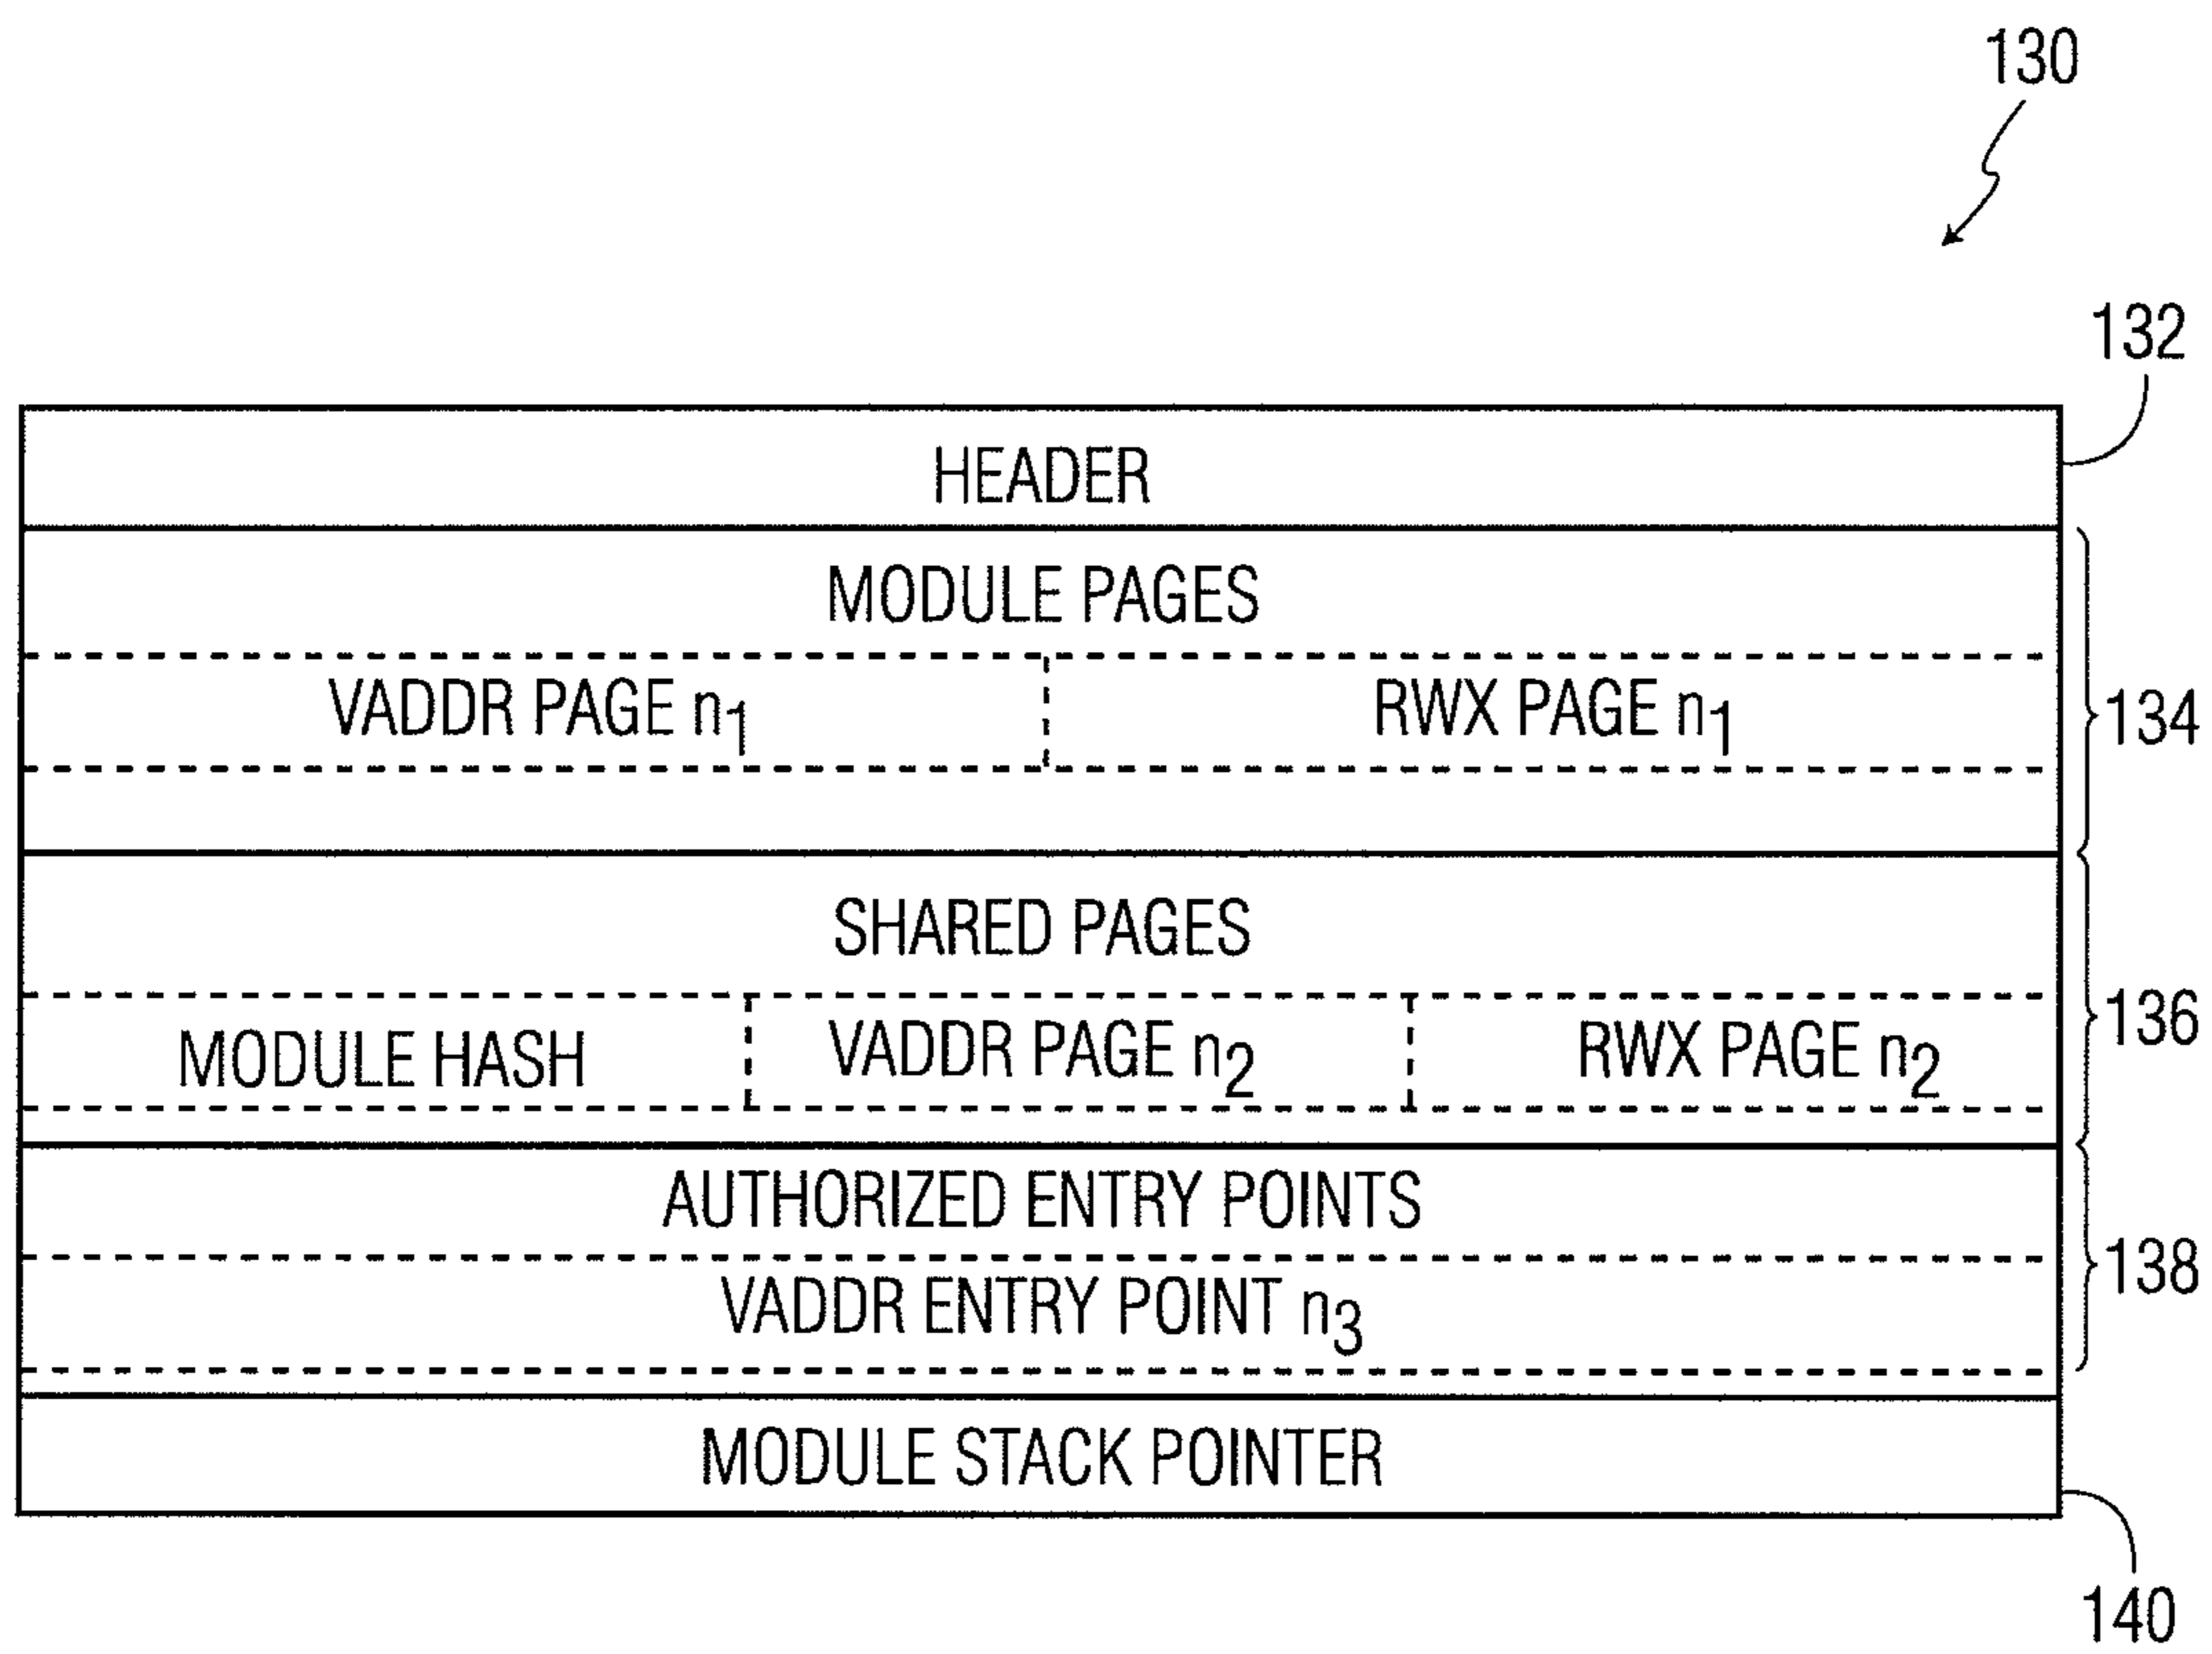 130
132
HEADER
MODULE PAGES
VADDR PAGE n1 RWX PAGE n1
134
SHARED PAGES
MODULE HASH VADDR PAGE n2 RWX PAGE n2
136
AUTHORIZED ENTRY POINTS
VADDR ENTRY POINT n3
138
MODULE STACK POINTER
140